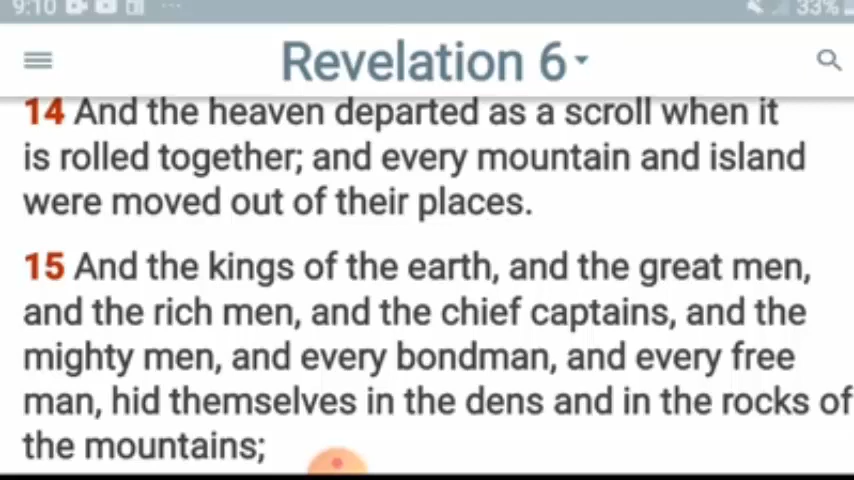 9:10 33%
Revelation 6
14 And the heaven departed as a scroll when it
is rolled together; and every mountain and island
were moved out of their places.
15 And the kings of the earth, and the great men,
and the rich men, and the chief captains, and the
mighty men, and every bondman, and every free
man, hid themselves in the dens and in the rocks of
the mountains;